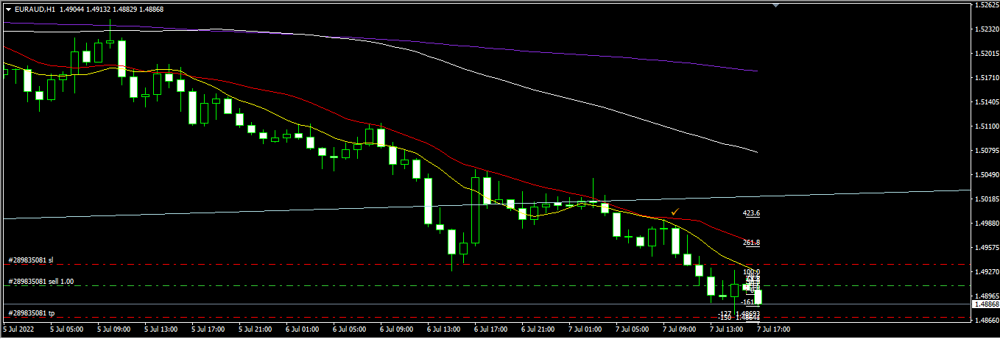 EURAUD,H1 1.49044 1.49132 1.48829 1.48868
1.52625
1.52320
1.52015
1.51710
1.51405
1.51100
1.50795
1.50490
1.50185
423.6
1.49880
261.8
1.49575
#289835081 sl
100.0
1.49270
#289835081 sell 1.00
1.48965
-161
1.48868
#289835081 tp
-127 1.48693
-150 1.48641
1.48660
5 Jul 2022
5 Jul 05:00
5 Jul 09:00
5 Jul 13:00
5 Jul 17:00
5 Jul 21:00
6 Jul 01:00
6 Jul 05:00
6 Jul 09:00
6 Jul 13:00
6 Jul 17:00
6 Jul 21:00
7 Jul 01:00
7 Jul 05:00
7 Jul 09:00
7 Jul 13:00
7 Jul 17:00